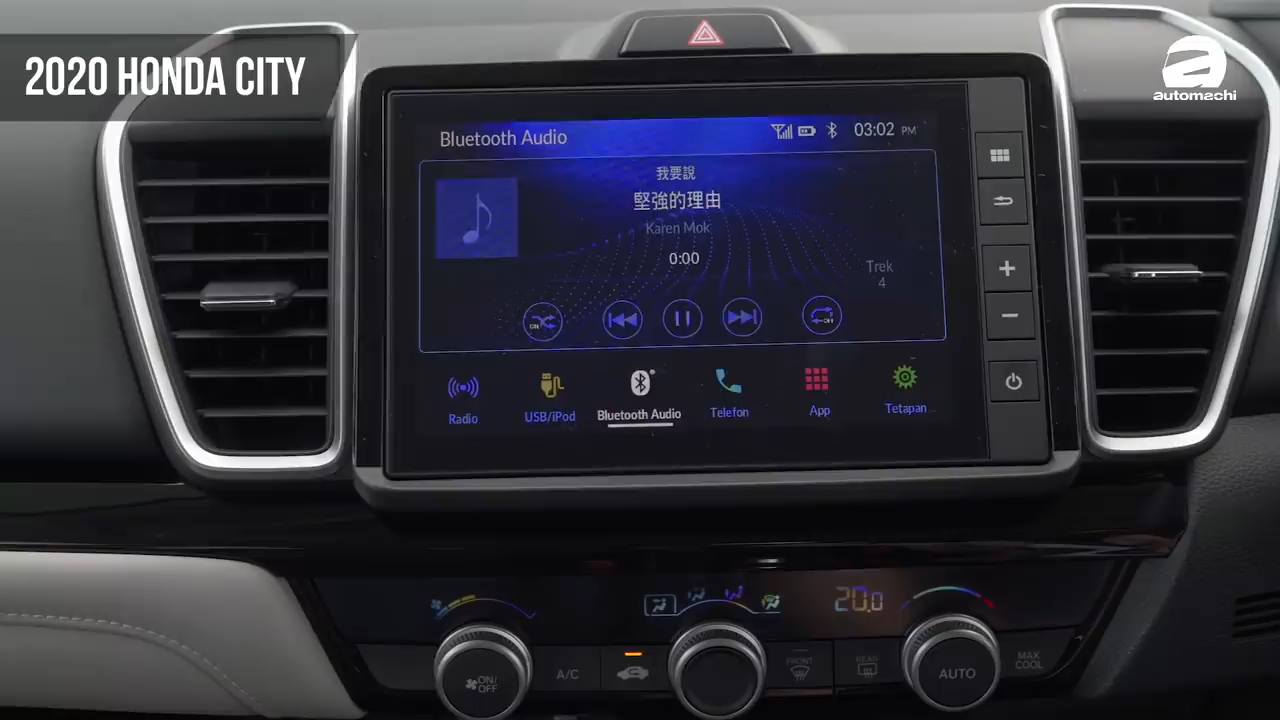 2020 HONDA CITY
automachi
Bluetooth Audio
03:02 PM
我要說
堅強的理由
Karen Mok
0:00
Trek
4
ON
OFF
Radio
USB/iPod
Bluetooth Audio
Telefon
App
Tetapan
20.0
ON/
OFF
A/C
FRONT
REAR
AUTO
MAX
COOL